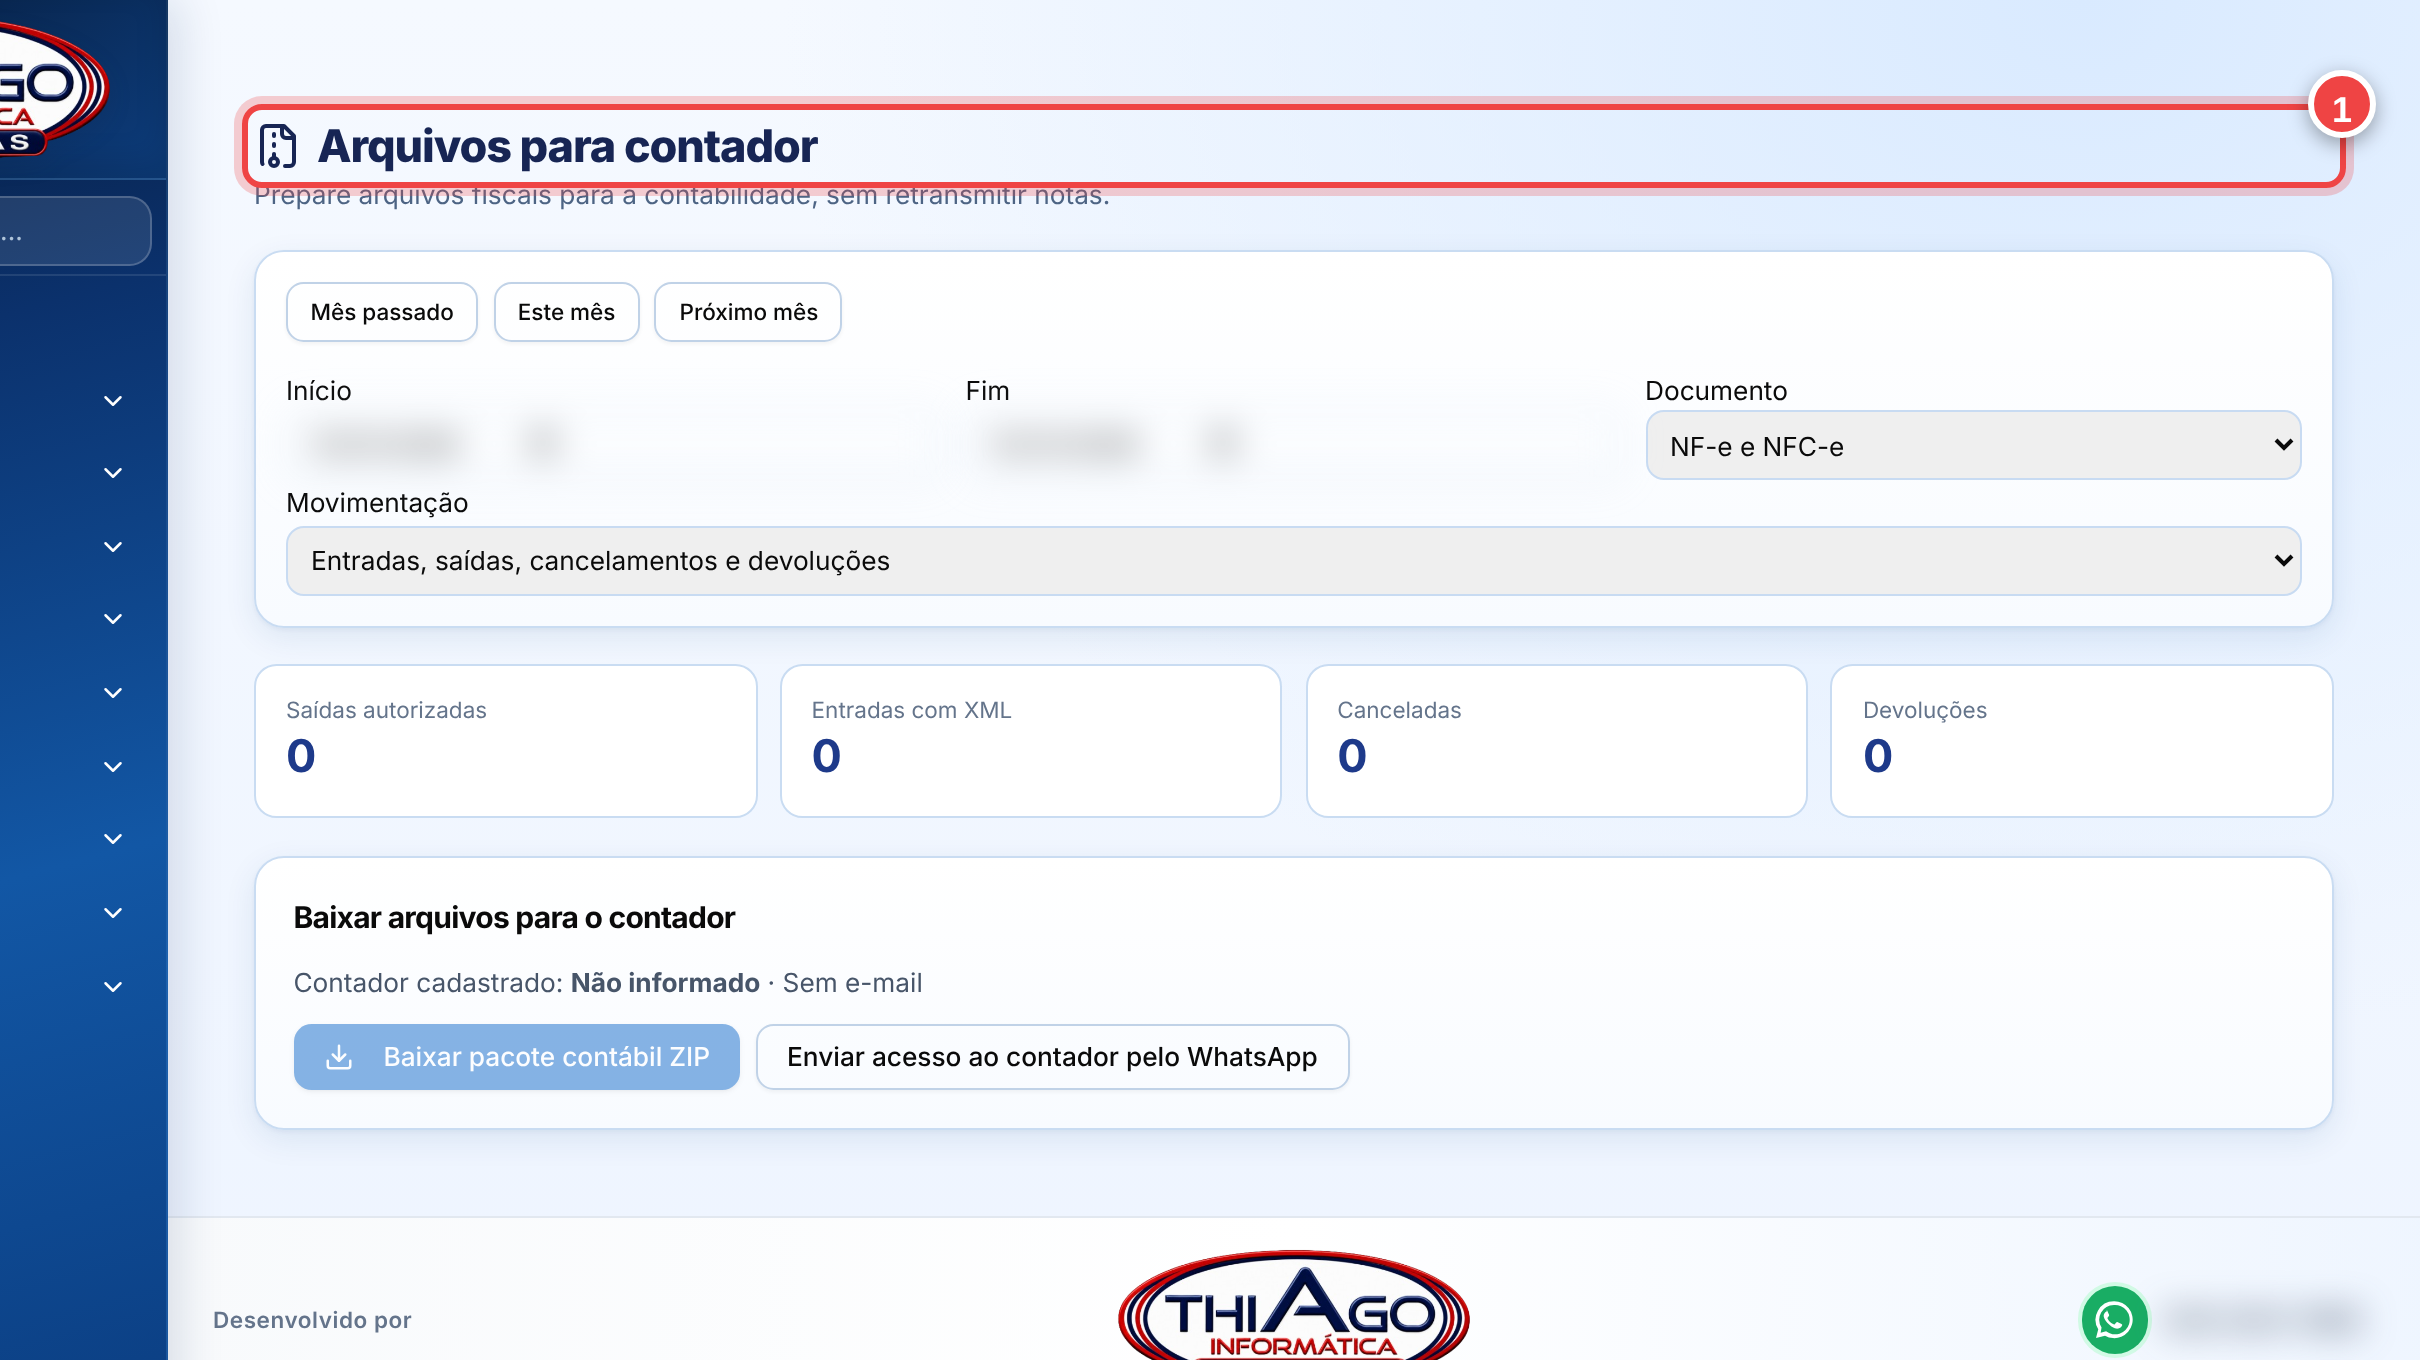 GO
CA
AS
...
1
Arquivos para contador
Prepare arquivos fiscais para a contabilidade, sem retransmitir notas.
Mês passado
Este mês
Próximo mês
Início
Fim
Documento
NF-e e NFC-e
Movimentação
Entradas, saídas, cancelamentos e devoluções
Saídas autorizadas
0
Entradas com XML
0
Canceladas
0
Devoluções
0
Baixar arquivos para o contador
Contador cadastrado: Não informado · Sem e-mail
Baixar pacote contábil ZIP
Enviar acesso ao contador pelo WhatsApp
Desenvolvido por
THIAGO
INFORMÁTICA